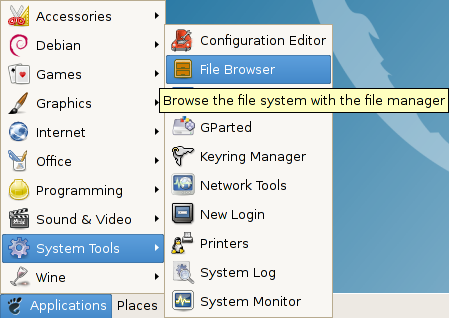 Accessories
Debian
Games
Graphics
Internet
Office
Programming
Sound & Video
System Tools
Wine
Applications Places
Configuration Editor
File Browser
Browse the file system with the file manager
GParted
Keyring Manager
Network Tools
New Login
Printers
System Log
System Monitor